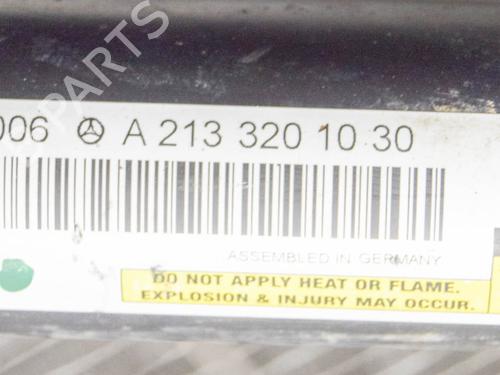 PARTS
006 A 213 320 10 30
ASSEMBLED IN GERMANY
DO NOT APPLY HEAT OR FLAME.
EXPLOSION & INJURY MAY OCCUR.